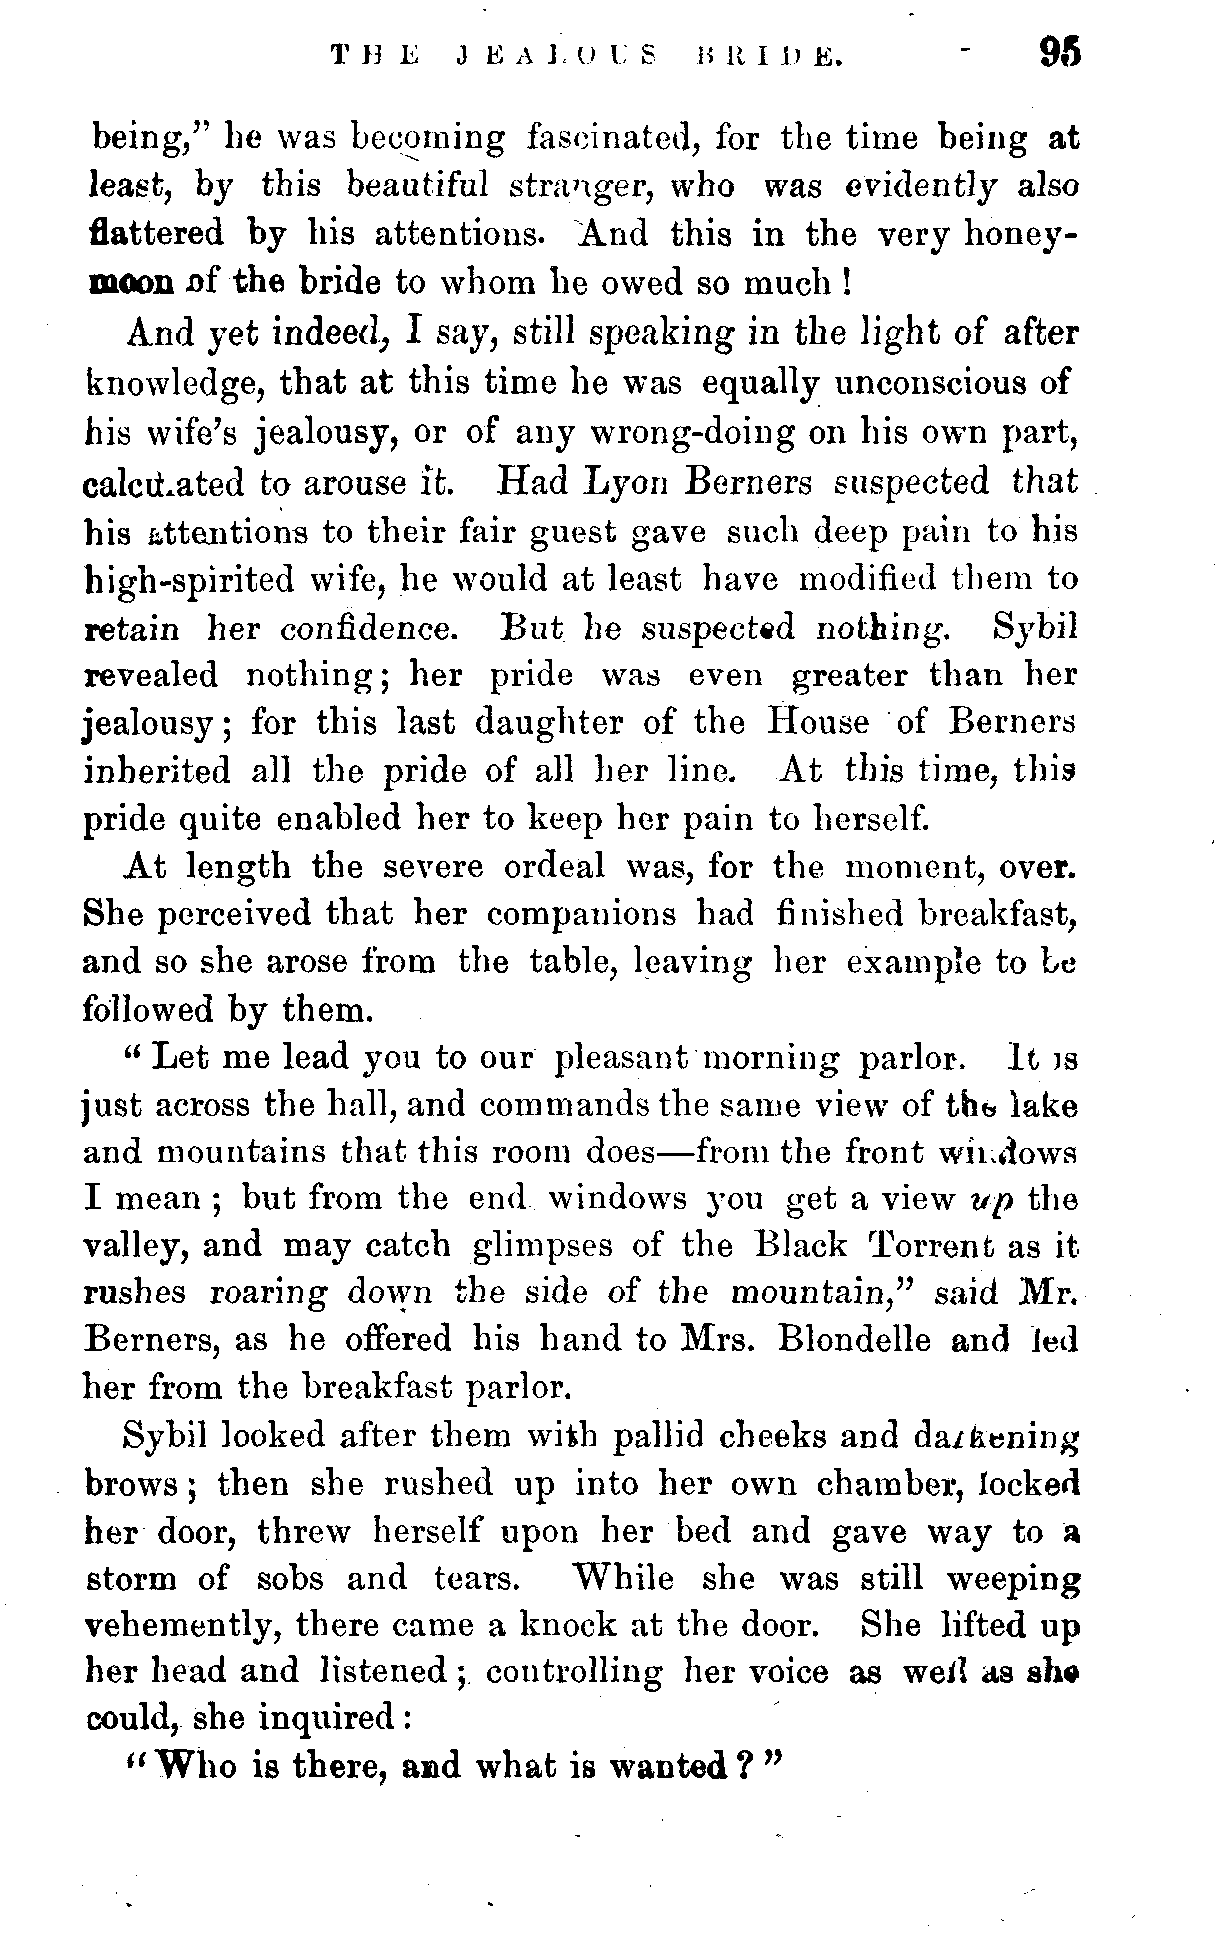 THE JEALOUS BRIDE. 95
being,” he was becoming fascinated, for the time being at
least, by this beautiful stranger, who was evidently also
flattered by his attentions. And this in the very honey-
moon of the bride to whom he owed so much !
And yet indeed, I say, still speaking in the light of after
knowledge, that at this time he was equally unconscious of
his wife’s jealousy, or of any wrong-doing on his own part,
calculated to arouse it. Had Lyon Berners suspected that
his attentions to their fair guest gave such deep pain to his
high-spirited wife, he would at least have modified them to
retain her confidence. But he suspected nothing. Sybil
revealed nothing; her pride was even greater than her
jealousy; for this last daughter of the House of Berners
inherited all the pride of all her line. At this time, this
pride quite enabled her to keep her pain to herself.
At length the severe ordeal was, for the moment, over.
She perceived that her companions had finished breakfast,
and so she arose from the table, leaving her example to be
followed by them.
“ Let me lead you to our pleasant morning parlor. It is
just across the hall, and commands the same view of the lake
and mountains that this room does—from the front windows
I mean ; but from the end windows you get a view up the
valley, and may catch glimpses of the Black Torrent as it
rushes roaring down the side of the mountain,” said Mr.
Berners, as he offered his hand to Mrs. Blondelle and led
her from the breakfast parlor.
Sybil looked after them with pallid cheeks and darkening
brows ; then she rushed up into her own chamber, locked
her door, threw herself upon her bed and gave way to a
storm of sobs and tears. While she was still weeping
vehemently, there came a knock at the door. She lifted up
her head and listened ; controlling her voice as well as she
could, she inquired :
“ Who is there, and what is wanted ? ”